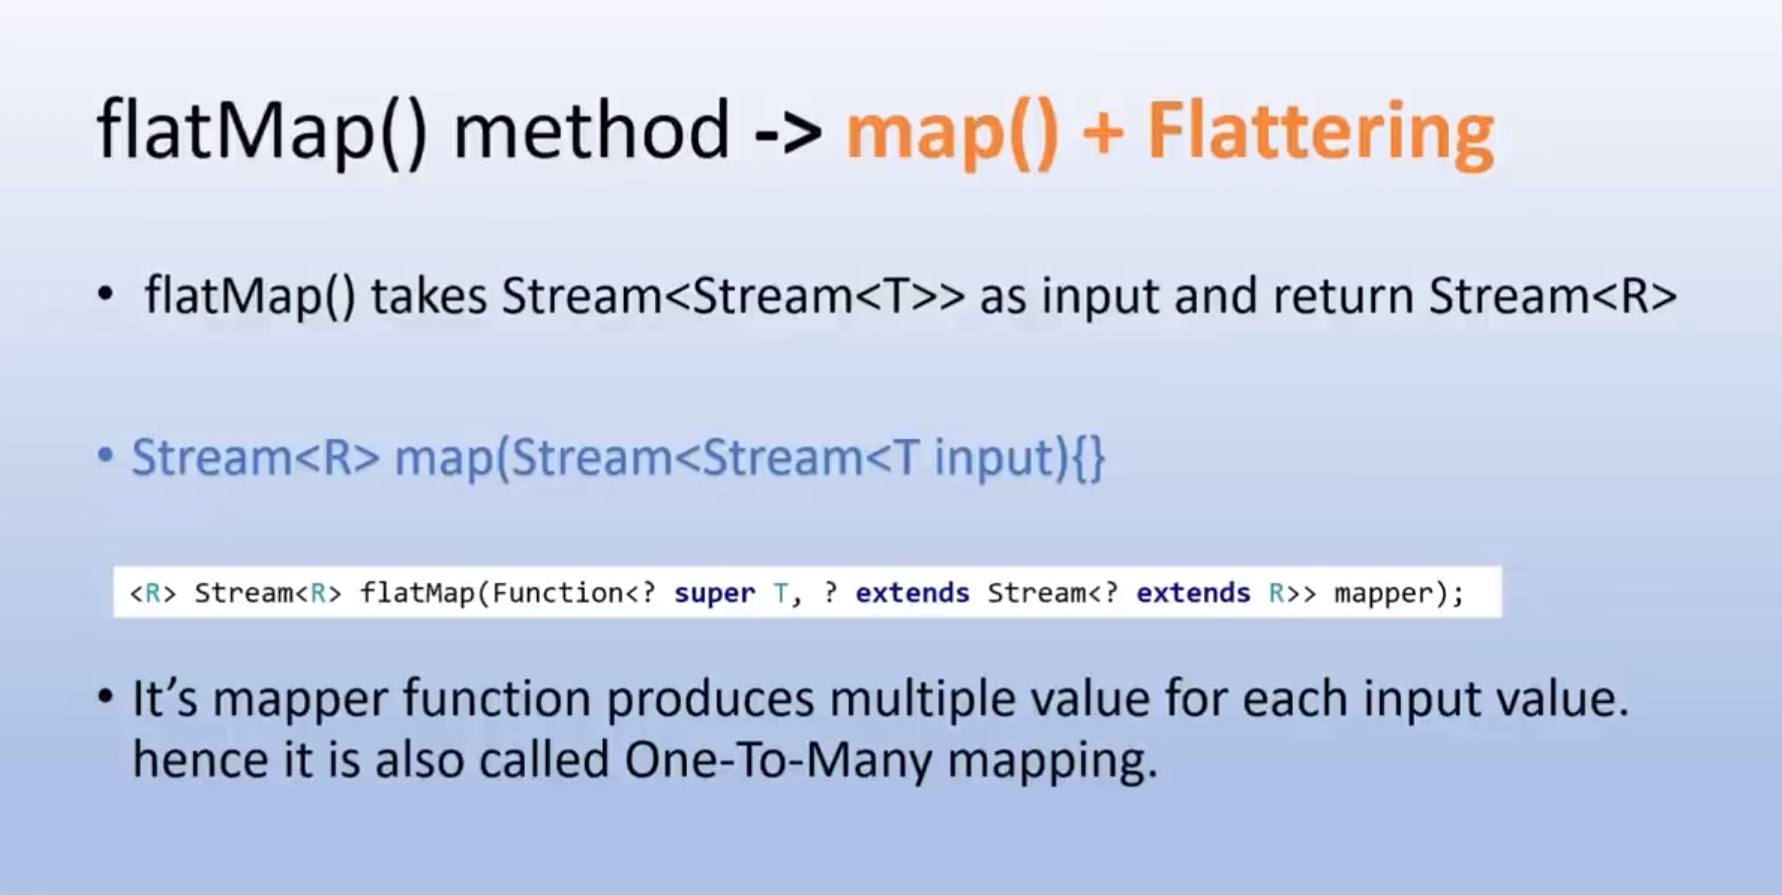 flatMap() method -> map() + Flattering
• flatMap() takes Stream<Stream<T>> as input and return Stream<R>
• Stream<R> map(Stream<Stream<T input){}
<R> Stream<R> flatMap(Function<? super T, ? extends Stream<? extends R>> mapper);
• It’s mapper function produces multiple value for each input value.
hence it is also called One-To-Many mapping.